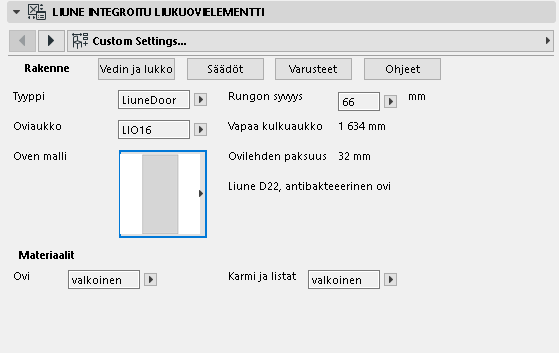 LIUNE INTEGROITU LIUKUOVIELEMENTTI
Custom Settings...
Rakenne Vedin ja lukko Säädöt Varusteet Ohjeet
Tyyppi LiuneDoor Rungon syvyys 66 mm
Oviaukko LIO16 Vapaa kulkuaukko 1 634 mm
Oven malli Ovilehden paksuus 32 mm
Liune D22, antibakteeerinen ovi
Materiaalit
Ovi valkoinen Karmi ja listat valkoinen